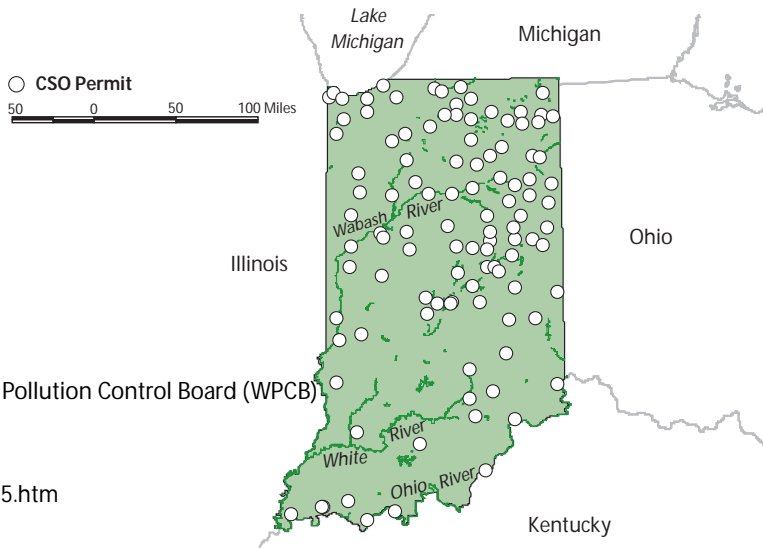 Lake
Michigan
Michigan
CSO Permit
50 0 50 100 Miles
Wabash River
Illinois
Ohio
Pollution Control Board (WPCB)
White River
5.htm
Ohio River
Kentucky